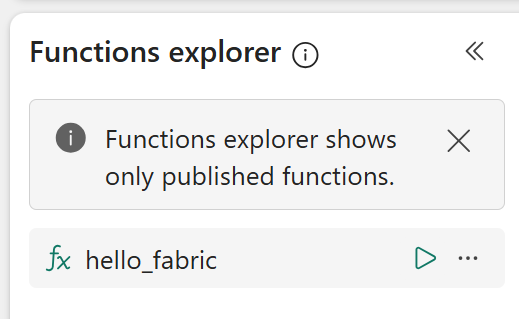 Functions explorer
Functions explorer shows
only published functions.
fx hello_fabric